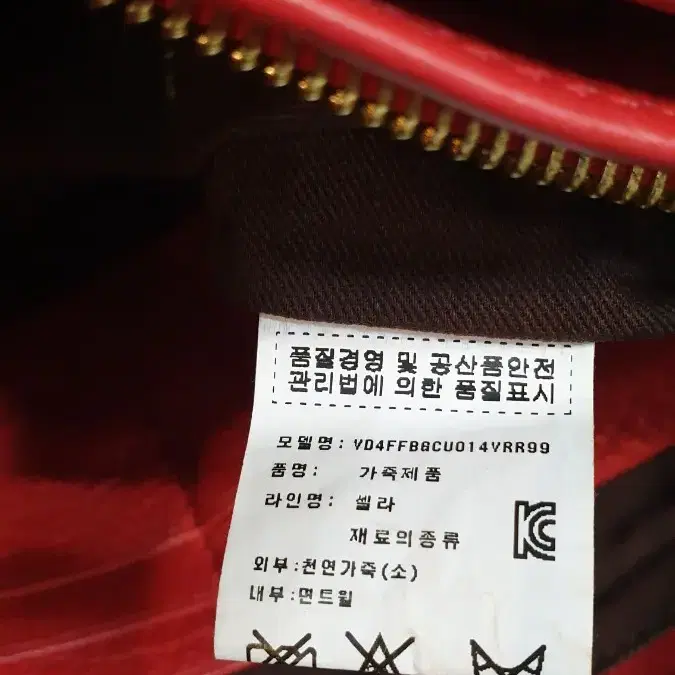 품질경영 및 공산품안전
관리법에 의한 품질표시
모델명: VD4FFBGCU014VRR99
품명: 가죽제품
라인명: 셀라
재료의종류
외부:천연가죽(소)
내부:면트윌